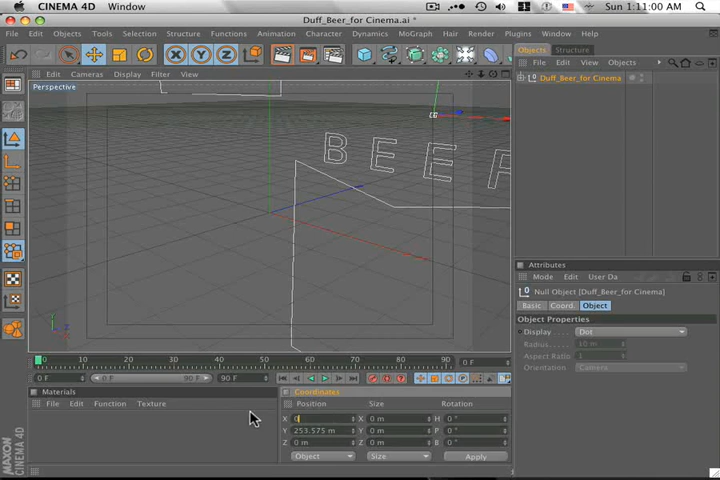 CINEMA 4D Window Sun 1:11:00 AM
Duff_Beer_for Cinema.ai *
File Edit Objects Tools Selection Structure Functions Animation Character Dynamics MoGraph Render Plugins Window
Objects Structure
Edit Cameras Display Filter View
File Edit View Objects
Perspective
Duff_Beer_for Cinema
BEER
Attributes
Mode Edit User Da
Null Object [Duff_Beer_for Cinema]
Basic Coord. Object
Object Properties
Display Dot
Radius 10 m
Aspect Ratio 1
Orientation Camera
Y
Z
0 10 20 30 40 50 60 70 80 90 0 F
0 F 0 F 90 F 90 F
Materials
File Edit Function Texture
Coordinates
Position Size Rotation
X 0 X 0 m H 0 °
Y 253.575 m Y 0 m P 0 °
Z 0 m Z 0 m B 0 °
Object Size Apply
MAXON CINEMA 4D